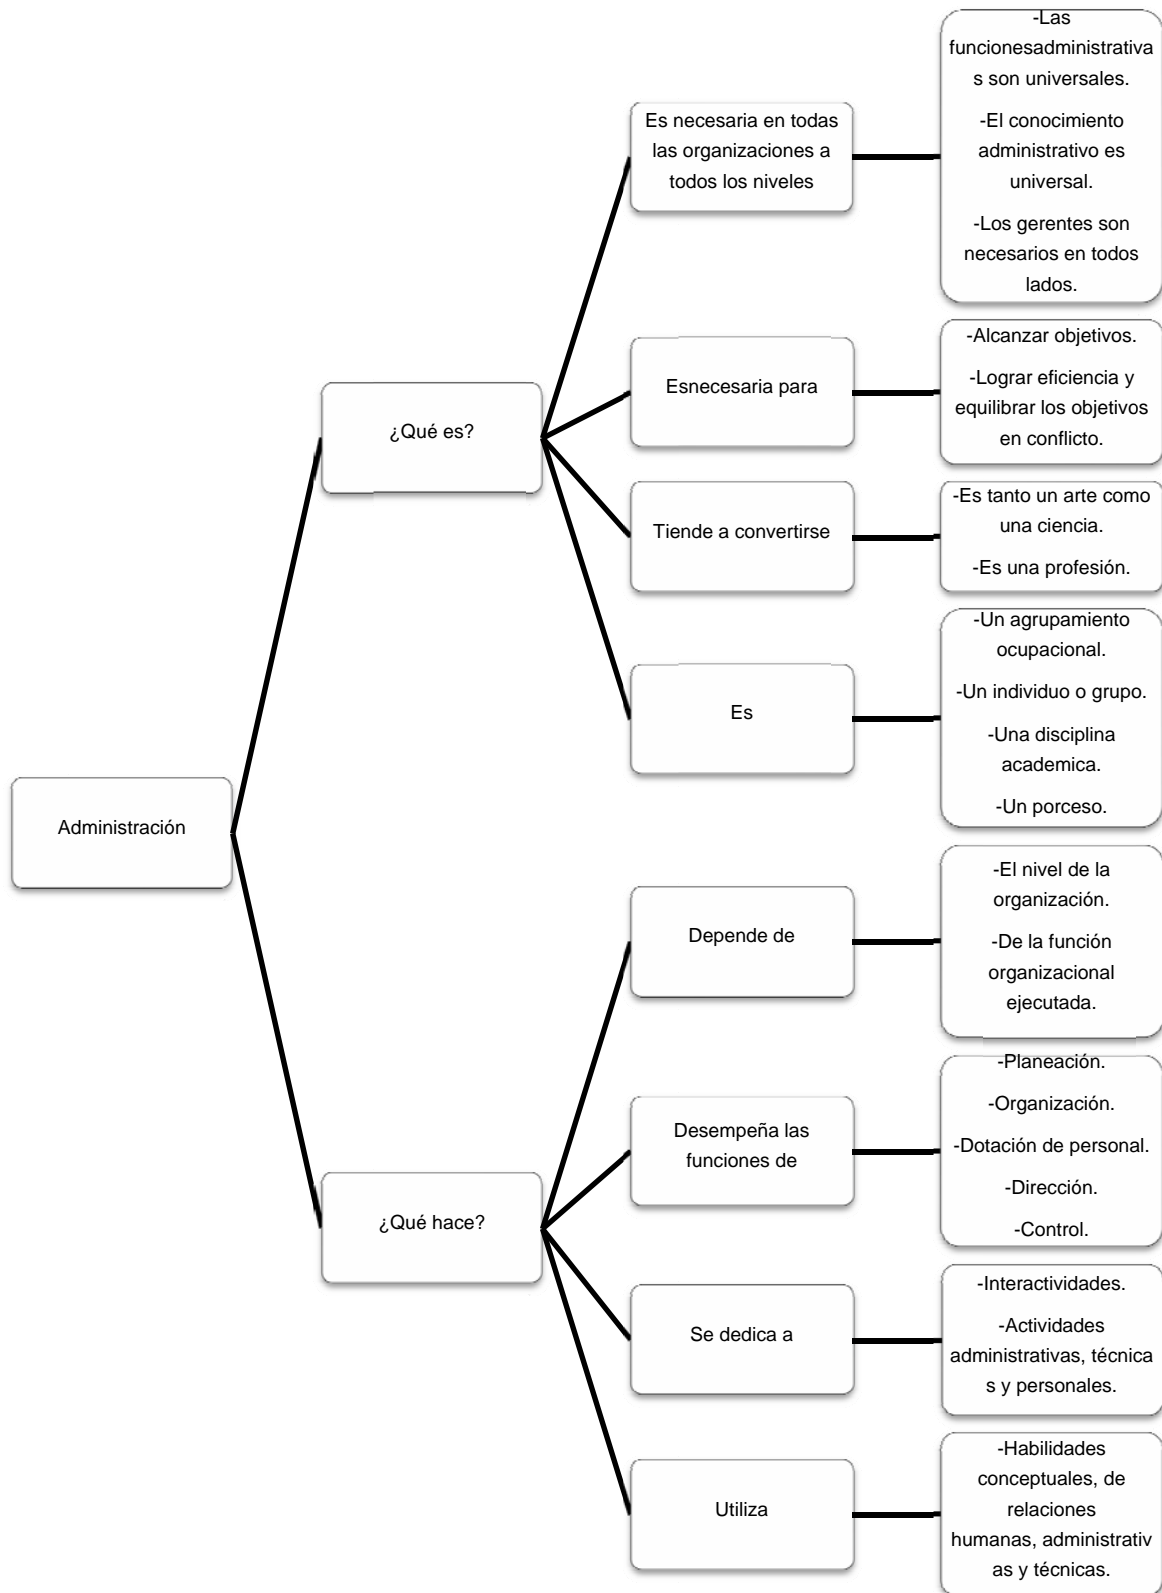 Administración
¿Qué es?
Es necesaria en todas
las organizaciones a
todos los niveles
-Las
funcionesadministrativa
s son universales.
-El conocimiento
administrativo es
universal.
-Los gerentes son
necesarios en todos
lados.
Esnecesaria para
-Alcanzar objetivos.
-Lograr eficiencia y
equilibrar los objetivos
en conflicto.
Tiende a convertirse
-Es tanto un arte como
una ciencia.
-Es una profesión.
Es
-Un agrupamiento
ocupacional.
-Un individuo o grupo.
-Una disciplina
academica.
-Un porceso.
¿Qué hace?
Depende de
-El nivel de la
organización.
-De la función
organizacional
ejecutada.
Desempeña las
funciones de
-Planeación.
-Organización.
-Dotación de personal.
-Dirección.
-Control.
Se dedica a
-Interactividades.
-Actividades
administrativas, técnica
s y personales.
Utiliza
-Habilidades
conceptuales, de
relaciones
humanas, administrativ
as y técnicas.